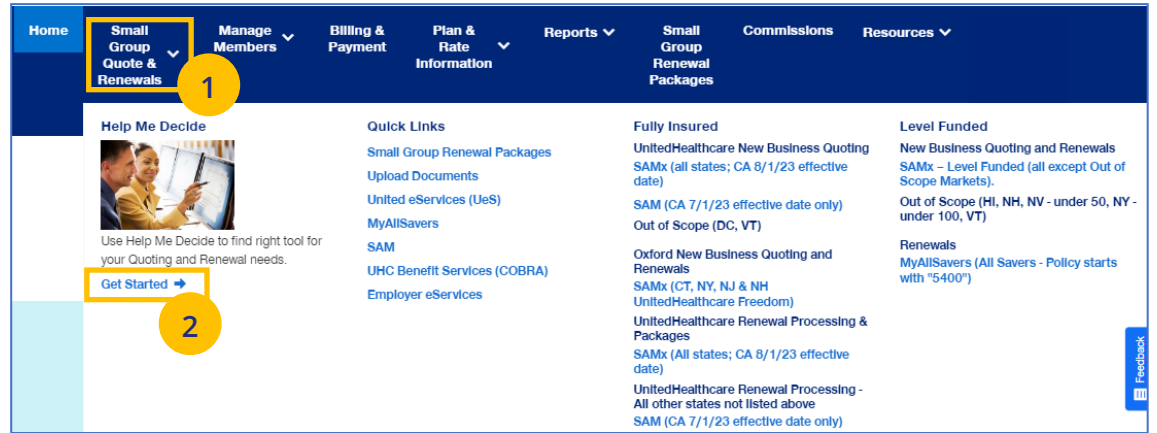 Home
Small
Group
Quote &
Renewals
Manage
Members
Billing &
Payment
Plan &
Rate
Information
Reports
Small
Group
Renewal
Packages
Commissions
Resources
1
Help Me Decide
Use Help Me Decide to find right tool for
your Quoting and Renewal needs.
Get Started
2
Quick Links
Small Group Renewal Packages
Upload Documents
United eServices (UeS)
MyAllSavers
SAM
UHC Benefit Services (COBRA)
Employer eServices
Fully Insured
UnitedHealthcare New Business Quoting
SAMx (all states; CA 8/1/23 effective
date)
SAM (CA 7/1/23 effective date only)
Out of Scope (DC, VT)
Oxford New Business Quoting and
Renewals
SAMx (CT, NY, NJ & NH
UnitedHealthcare Freedom)
UnitedHealthcare Renewal Processing &
Packages
SAMx (All states; CA 8/1/23 effective
date)
UnitedHealthcare Renewal Processing -
All other states not listed above
SAM (CA 7/1/23 effective date only)
Level Funded
New Business Quoting and Renewals
SAMx – Level Funded (all except Out of
Scope Markets).
Out of Scope (HI, NH, NV - under 50, NY -
under 100, VT)
Renewals
MyAllSavers (All Savers - Policy starts
with "5400")
Feedback